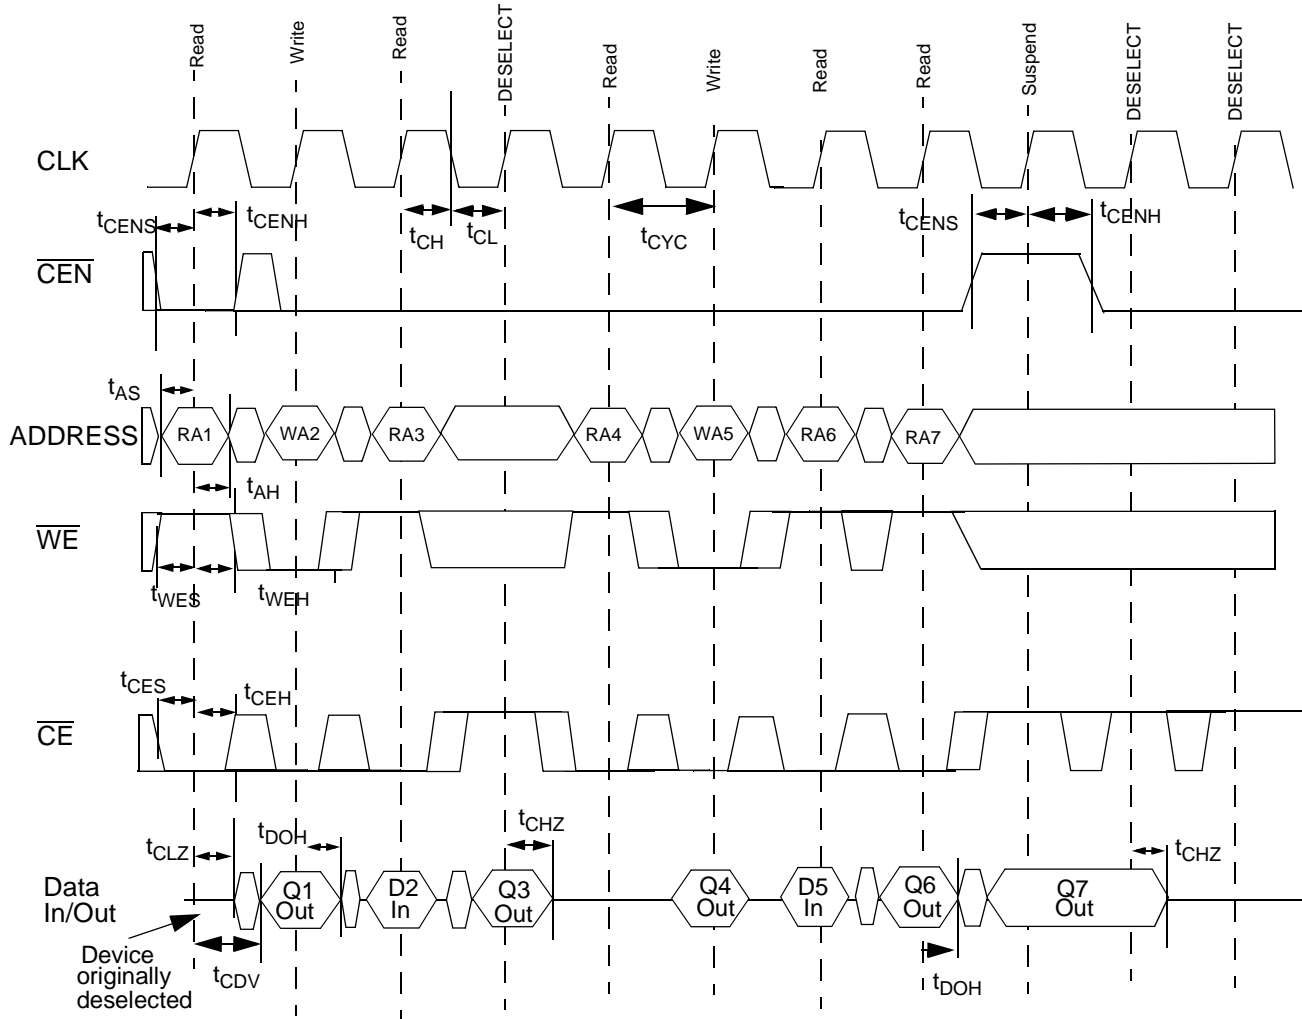 Read
Write
Read
DESELECT
Read
Write
Read
Read
Suspend
DESELECT
DESELECT
CLK
tCENS
tCENH
tCH
tCL
tCYC
tCENS
tCENH
CEN
tAS
ADDRESS
RA1
WA2
RA3
RA4
WA5
RA6
RA7
tAH
WE
tWES
tWEH
tCES
tCEH
CE
tCLZ
tDOH
tCHZ
tCHZ
Data
In/Out
Q1
Out
D2
In
Q3
Out
Q4
Out
D5
In
Q6
Out
Q7
Out
Device
originally
deselected
tCDV
tDOH